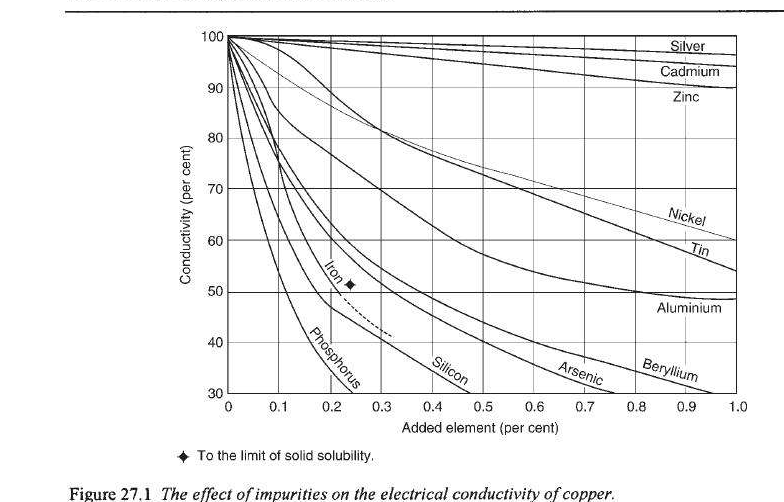 100
90
80
70
60
50
40
30
Conductivity (per cent)
Silver
Cadmium
Zinc
Nickel
Tin
Aluminium
Iron ✦
Phosphorus
Silicon
Arsenic
Beryllium
0 0.1 0.2 0.3 0.4 0.5 0.6 0.7 0.8 0.9 1.0
Added element (per cent)
✦ To the limit of solid solubility.
Figure 27.1 The effect of impurities on the electrical conductivity of copper.